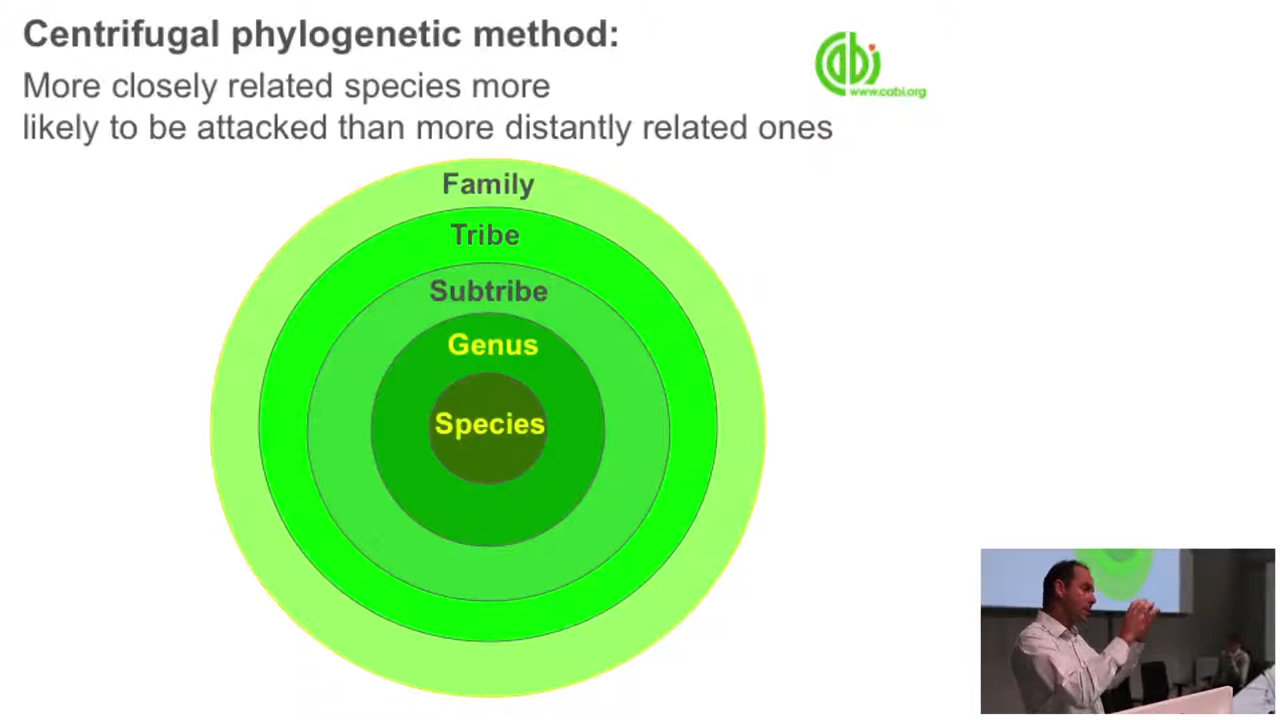 Centrifugal phylogenetic method:
More closely related species more
likely to be attacked than more distantly related ones
cabi
www.cabi.org
Family
Tribe
Subtribe
Genus
Species